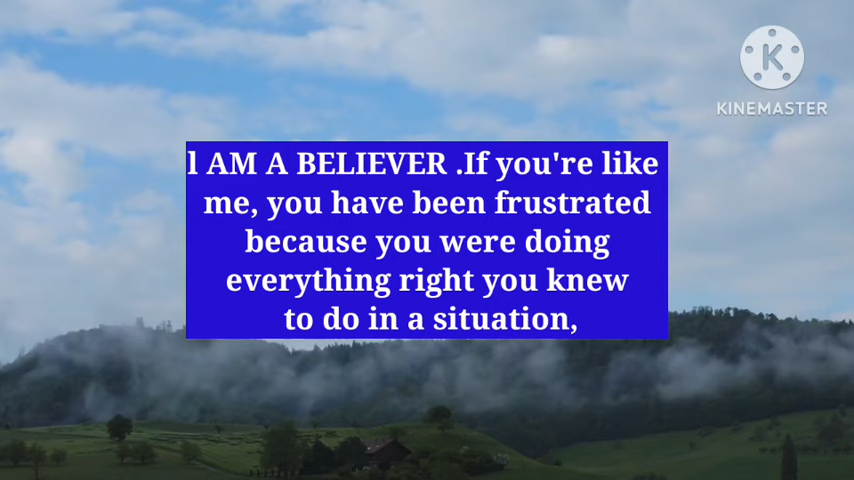 KINEMASTER
l AM A BELIEVER .If you're like
me, you have been frustrated
because you were doing
everything right you knew
to do in a situation,